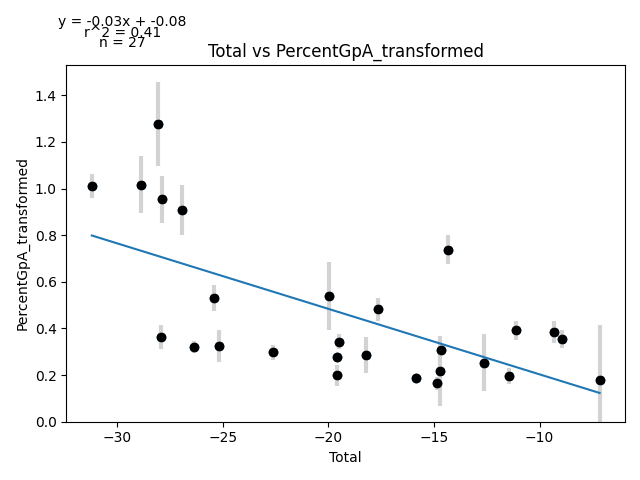 y = -0.03x + -0.08
r^2 = 0.41
n = 27
Total vs PercentGpA_transformed
PercentGpA_transformed
1.4
1.2
1.0
0.8
0.6
0.4
0.2
0.0
−30
−25
−20
−15
−10
Total